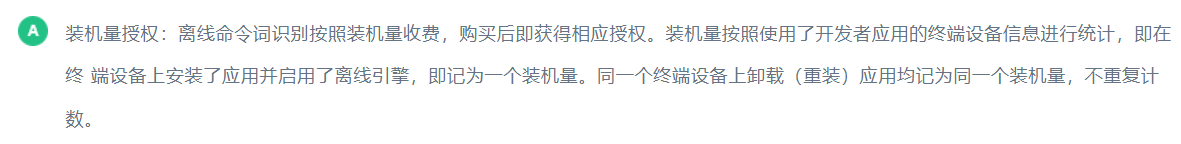 A 装机量授权：离线命令词识别按照装机量收费，购买后即获得相应授权。装机量按照使用了开发者应用的终端设备信息进行统计，即在
终 端设备上安装了应用并启用了离线引擎，即记为一个装机量。同一个终端设备上卸载（重装）应用均记为同一个装机量，不重复计
数。